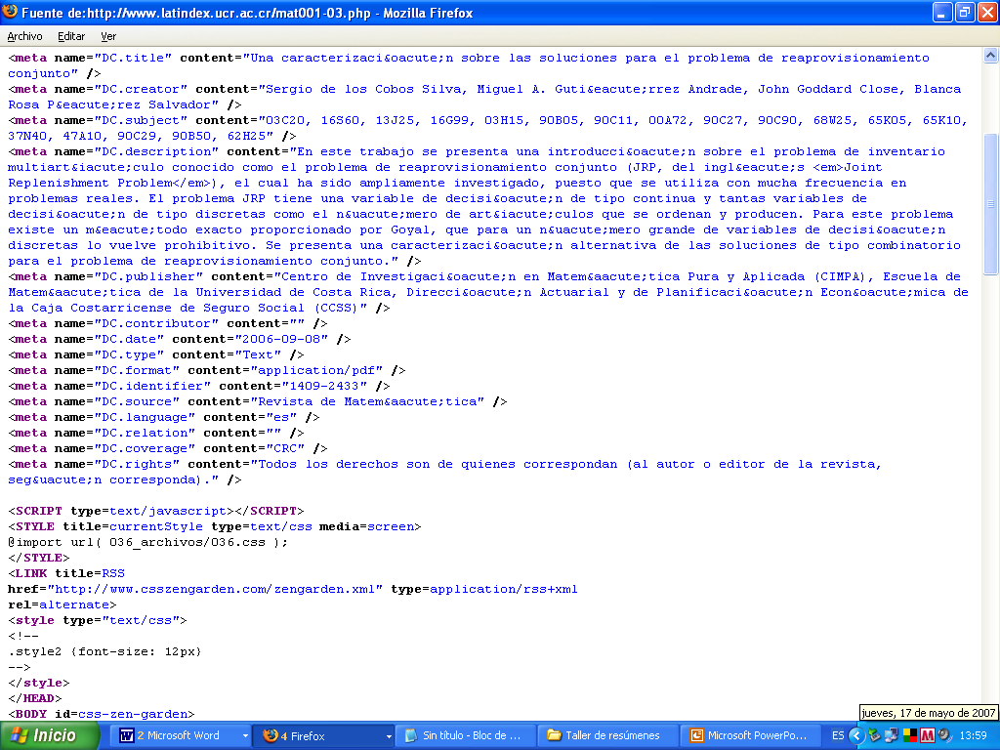 Fuente de:http://www.latindex.ucr.ac.cr/mat001-03.php - Mozilla Firefox
Archivo Editar Ver
<meta name="DC.title" content="Una caracterizaci&oacute;n sobre las soluciones para el problema de reaprovisionamiento
conjunto" />
<meta name="DC.creator" content="Sergio de los Cobos Silva, Miguel A. Guti&eacute;rrez Andrade, John Goddard Close, Blanca
Rosa P&eacute;rez Salvador" />
<meta name="DC.subject" content="03C20, 16S60, 13J25, 16G99, 03H15, 90B05, 90C11, 00A72, 90C27, 90C90, 68W25, 65K05, 65K10,
37N40, 47A10, 90C29, 90B50, 62H25" />
<meta name="DC.description" content="En este trabajo se presenta una introducci&oacute;n sobre el problema de inventario
multiart&iacute;culo conocido como el problema de reaprovisionamiento conjunto (JRP, del ingl&eacute;s <em>Joint
Replenishment Problem</em>), el cual ha sido ampliamente investigado, puesto que se utiliza con mucha frecuencia en
problemas reales. El problema JRP tiene una variable de decisi&oacute;n de tipo continua y tantas variables de
decisi&oacute;n de tipo discretas como el n&uacute;mero de art&iacute;culos que se ordenan y producen. Para este problema
existe un m&eacute;todo exacto proporcionado por Goyal, que para un n&uacute;mero grande de variables de decisi&oacute;n
discretas lo vuelve prohibitivo. Se presenta una caracterizaci&oacute;n alternativa de las soluciones de tipo combinatorio
para el problema de reaprovisionamiento conjunto." />
<meta name="DC.publisher" content="Centro de Investigaci&oacute;n en Matem&aacute;tica Pura y Aplicada (CIMPA), Escuela de
Matem&aacute;tica de la Universidad de Costa Rica, Direcci&oacute;n Actuarial y de Planificaci&oacute;n Econ&oacute;mica de
la Caja Costarricense de Seguro Social (CCSS)" />
<meta name="DC.contributor" content="" />
<meta name="DC.date" content="2006-09-08" />
<meta name="DC.type" content="Text" />
<meta name="DC.format" content="application/pdf" />
<meta name="DC.identifier" content="1409-2433" />
<meta name="DC.source" content="Revista de Matem&aacute;tica" />
<meta name="DC.language" content="es" />
<meta name="DC.relation" content="" />
<meta name="DC.coverage" content="CRC" />
<meta name="DC.rights" content="Todos los derechos son de quienes correspondan (al autor o editor de la revista,
seg&uacute;n corresponda)." />
<SCRIPT type=text/javascript></SCRIPT>
<STYLE title=currentStyle type=text/css media=screen>
@import url( 036_archivos/036.css );
</STYLE>
<LINK title=RSS
href="http://www.csszengarden.com/zengarden.xml" type=application/rss+xml
rel=alternate>
<style type="text/css">
<!--
.style2 {font-size: 12px}
-->
</style>
</HEAD>
<BODY id=css-zen-garden>
jueves, 17 de mayo de 2007
Inicio 2 Microsoft Word 4 Firefox Sin título - Bloc de ... Taller de resúmenes Microsoft PowerPo... ES M 13:59